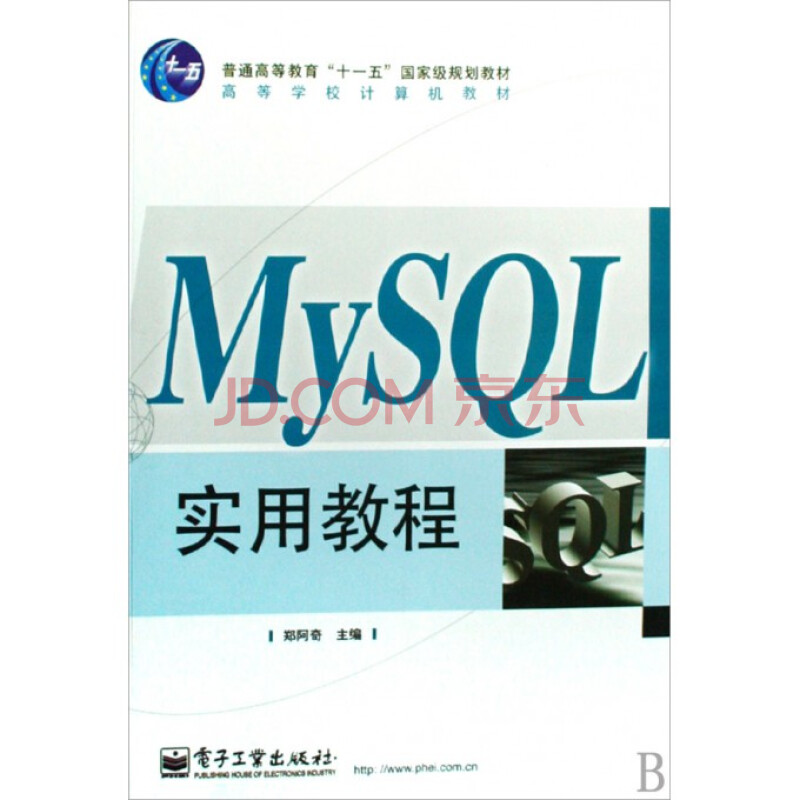 十一五
普通高等教育“十一五”国家级规划教材
高等学校计算机教材
MySQL
JD.COM 京东
实用教程
SQL
郑阿奇 主编
电子工业出版社
PUBLISHING HOUSE OF ELECTRONICS INDUSTRY
http://www.phei.com.cn
B